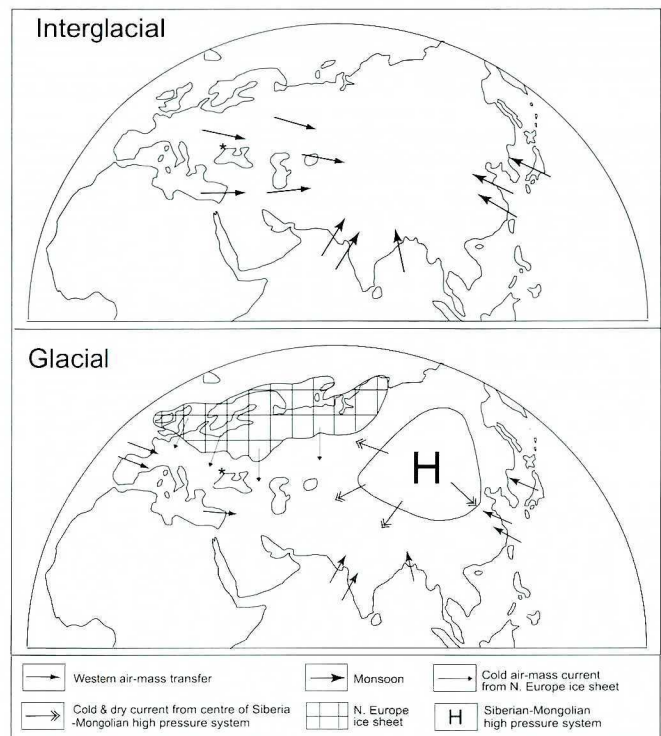 Interglacial
*
Glacial
*
H
Western air-mass transfer
Monsoon
Cold air-mass current
from N. Europe ice sheet
Cold & dry current from centre of Siberia
-Mongolian high pressure system
N. Europe
ice sheet
H
Siberian-Mongolian
high pressure system